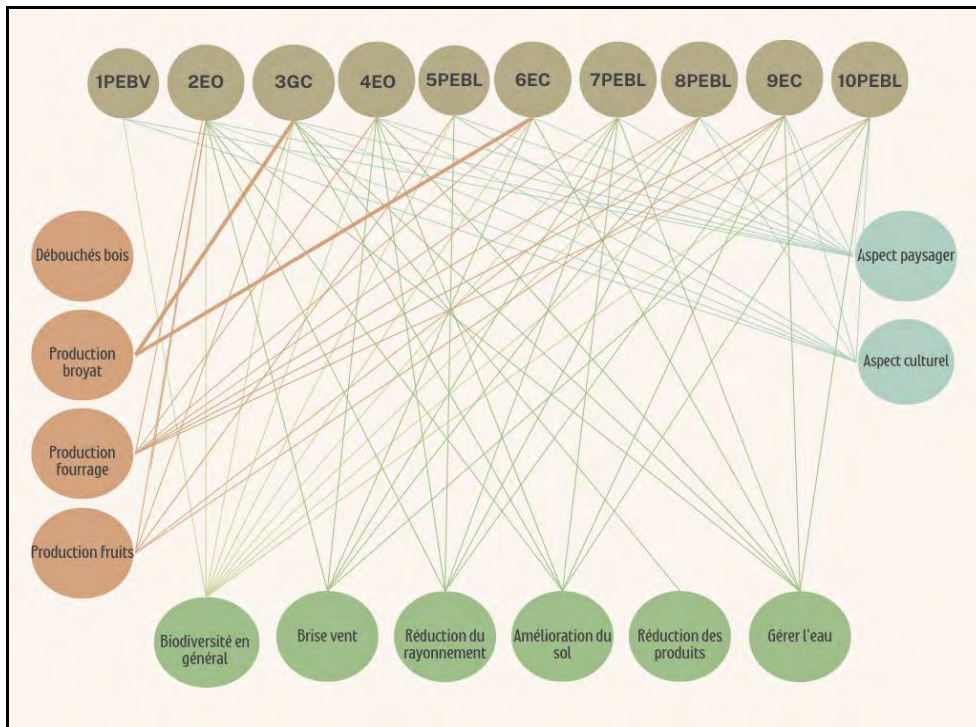 1PEBV
2EO
3GC
4EO
5PEBL
6EC
7PEBL
8PEBL
9EC
10PEBL
Débouchés bois
Production
broyat
Production
fourrage
Production fruits
Aspect paysager
Aspect culturel
Biodiversité en
général
Brise vent
Réduction du
rayonnement
Amélioration du
sol
Réduction des
produits
Gérer l'eau